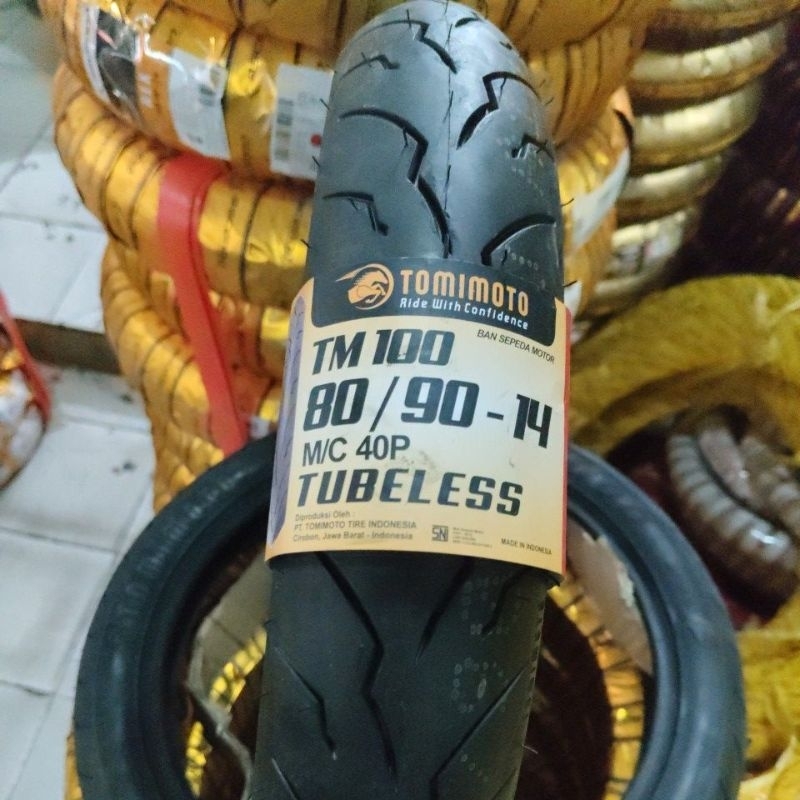 TOMIMOTO
Ride With Confidence
BAN SEPEDA MOTOR
TM 100
80/90-14
M/C 40P
TUBELESS
Diproduksi Oleh :
PT. TOMIMOTO TIRE INDONESIA
Cirebon, Jawa Barat - Indonesia
SNI
MADE IN INDONESIA